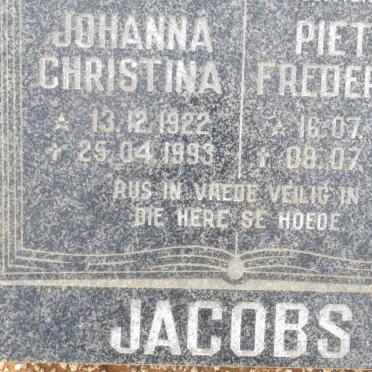 JOHANNA PIET
CHRISTINA FREDER
13.12.1922 16.07.
25.04.1993 08.07.
RUS IN VREDE VEILIG IN
DIE HERE SE HOEDE
JACOBS